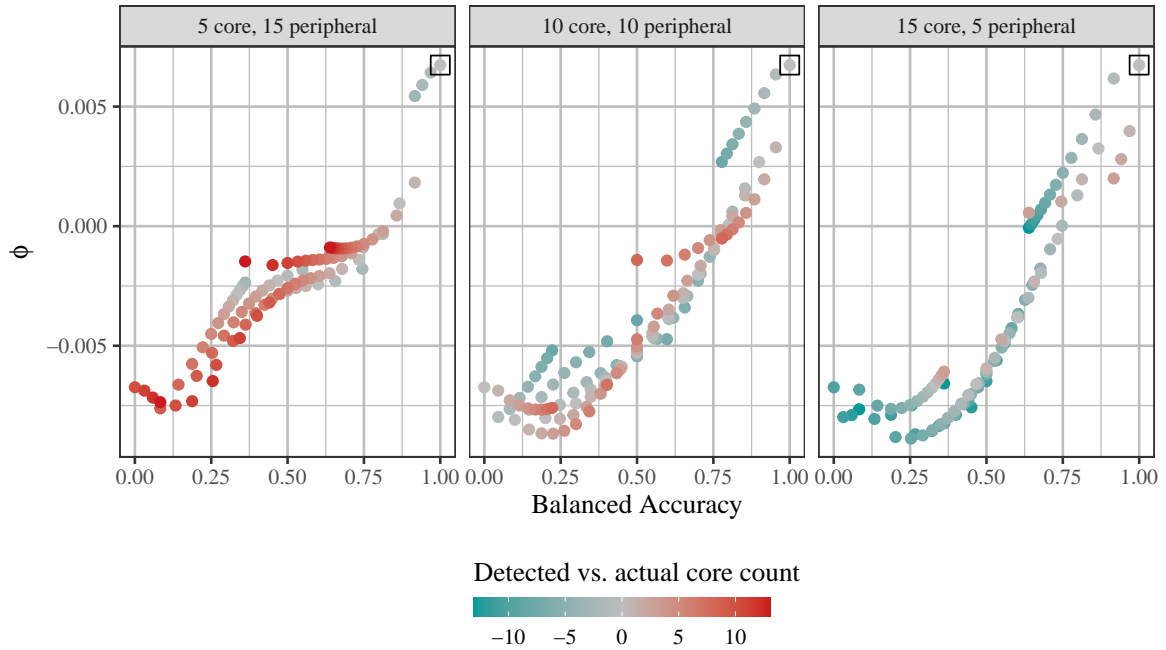 5 core, 15 peripheral
10 core, 10 peripheral
15 core, 5 peripheral
0.005
0.000
−0.005
ϕ
0.00 0.25 0.50 0.75 1.00
0.00 0.25 0.50 0.75 1.00
0.00 0.25 0.50 0.75 1.00
Balanced Accuracy
Detected vs. actual core count
−10 −5 0 5 10